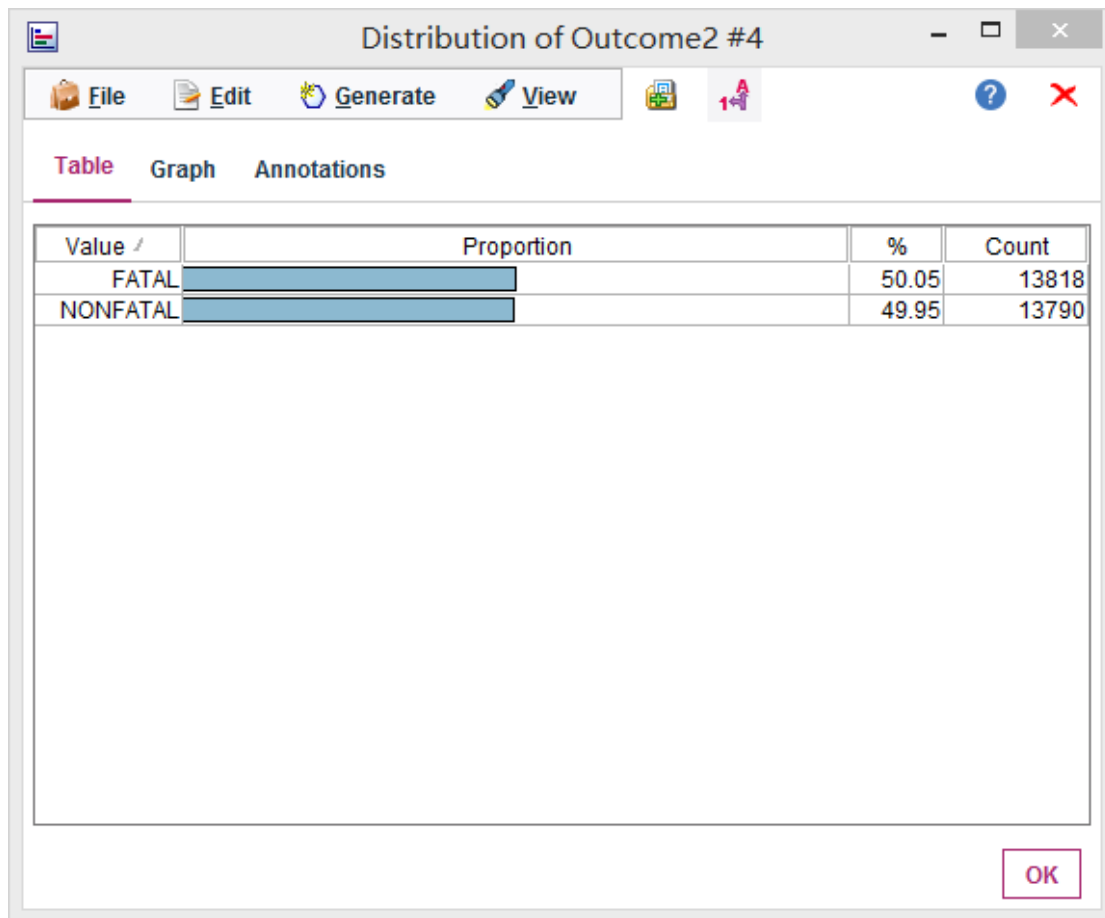 Distribution of Outcome2 #4
File Edit Generate View 1 A ?
Table Graph Annotations
Value Proportion % Count
FATAL 50.05 13818
NONFATAL 49.95 13790
OK